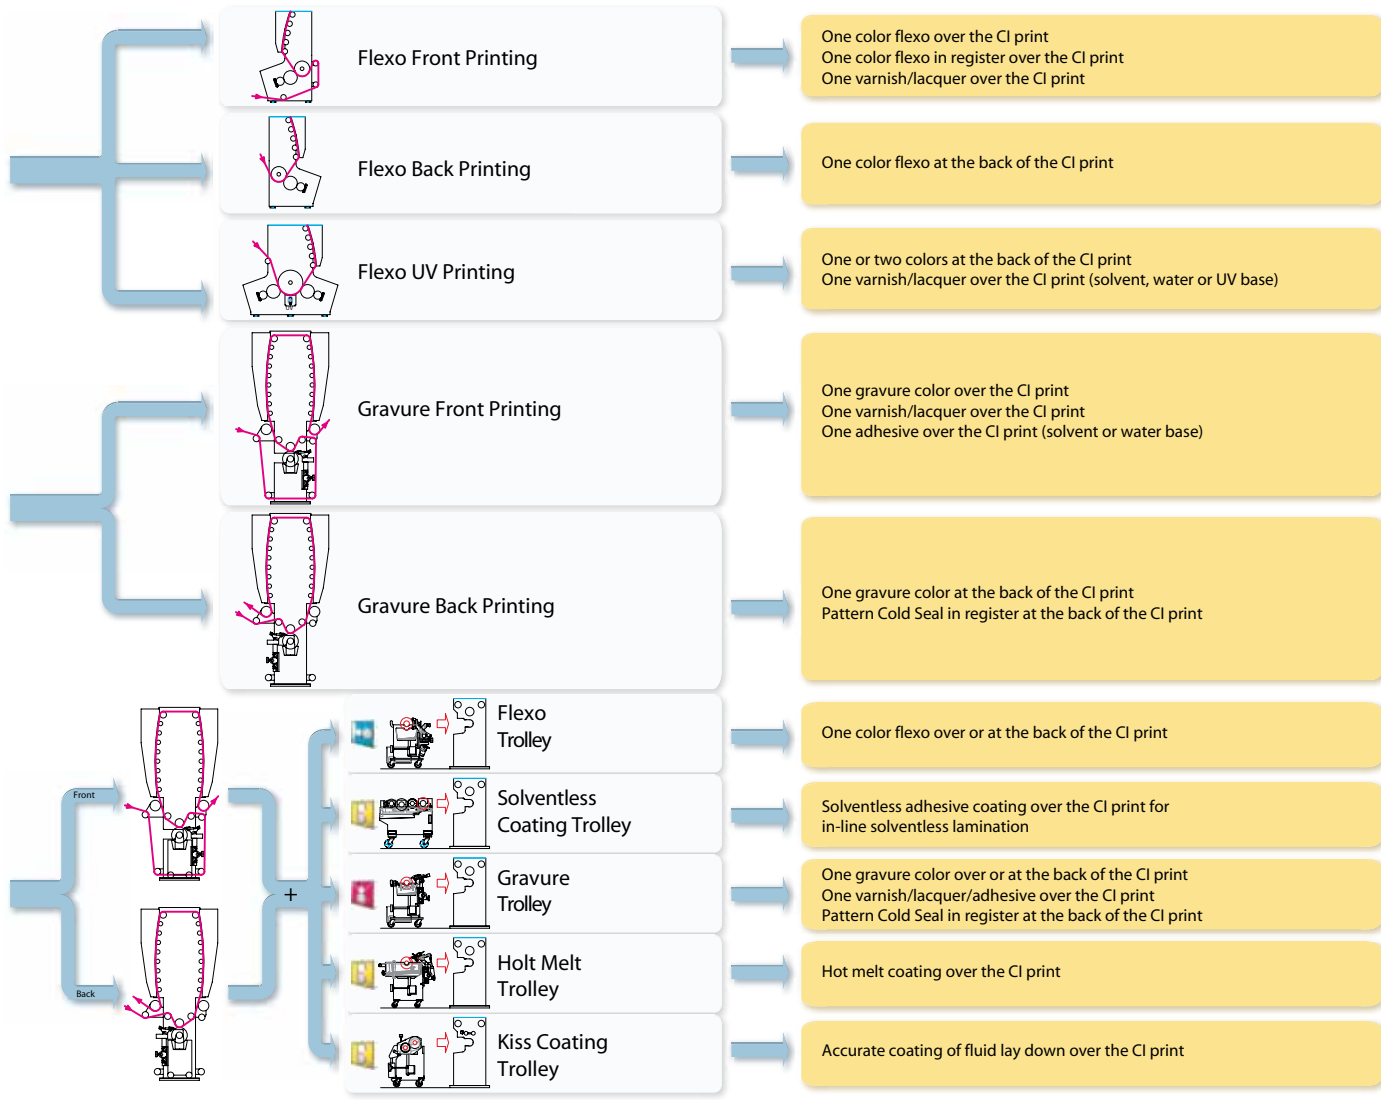 Flexo Front Printing
One color flexo over the CI print
One color flexo in register over the CI print
One varnish/lacquer over the CI print
Flexo Back Printing
One color flexo at the back of the CI print
UV
Flexo UV Printing
One or two colors at the back of the CI print
One varnish/lacquer over the CI print (solvent, water or UV base)
Gravure Front Printing
One gravure color over the CI print
One varnish/lacquer over the CI print
One adhesive over the CI print (solvent or water base)
Gravure Back Printing
One gravure color at the back of the CI print
Pattern Cold Seal in register at the back of the CI print
Front
Back
+
Flexo
Trolley
One color flexo over or at the back of the CI print
Solventless
Coating Trolley
Solventless adhesive coating over the CI print for
in-line solventless lamination
Gravure
Trolley
One gravure color over or at the back of the CI print
One varnish/lacquer/adhesive over the CI print
Pattern Cold Seal in register at the back of the CI print
Holt Melt
Trolley
Hot melt coating over the CI print
Kiss Coating
Trolley
Accurate coating of fluid lay down over the CI print